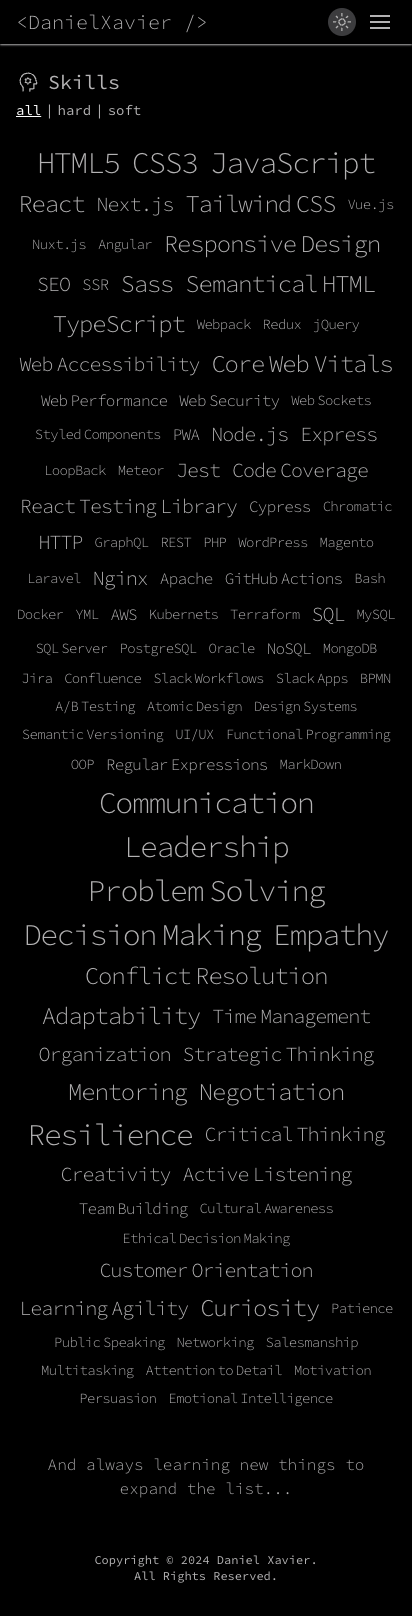 <DanielXavier />
Skills
all | hard | soft
HTML5 CSS3 JavaScript
React Next.js Tailwind CSS Vue.js
Nuxt.js Angular Responsive Design
SEO SSR Sass Semantical HTML
TypeScript Webpack Redux jQuery
Web Accessibility Core Web Vitals
Web Performance Web Security Web Sockets
Styled Components PWA Node.js Express
LoopBack Meteor Jest Code Coverage
React Testing Library Cypress Chromatic
HTTP GraphQL REST PHP WordPress Magento
Laravel Nginx Apache GitHub Actions Bash
Docker YML AWS Kubernets Terraform SQL MySQL
SQL Server PostgreSQL Oracle NoSQL MongoDB
Jira Confluence Slack Workflows Slack Apps BPMN
A/B Testing Atomic Design Design Systems
Semantic Versioning UI/UX Functional Programming
OOP Regular Expressions MarkDown
Communication
Leadership
Problem Solving
Decision Making Empathy
Conflict Resolution
Adaptability Time Management
Organization Strategic Thinking
Mentoring Negotiation
Resilience Critical Thinking
Creativity Active Listening
Team Building Cultural Awareness
Ethical Decision Making
Customer Orientation
Learning Agility Curiosity Patience
Public Speaking Networking Salesmanship
Multitasking Attention to Detail Motivation
Persuasion Emotional Intelligence
And always learning new things to
expand the list...
Copyright © 2024 Daniel Xavier.
All Rights Reserved.